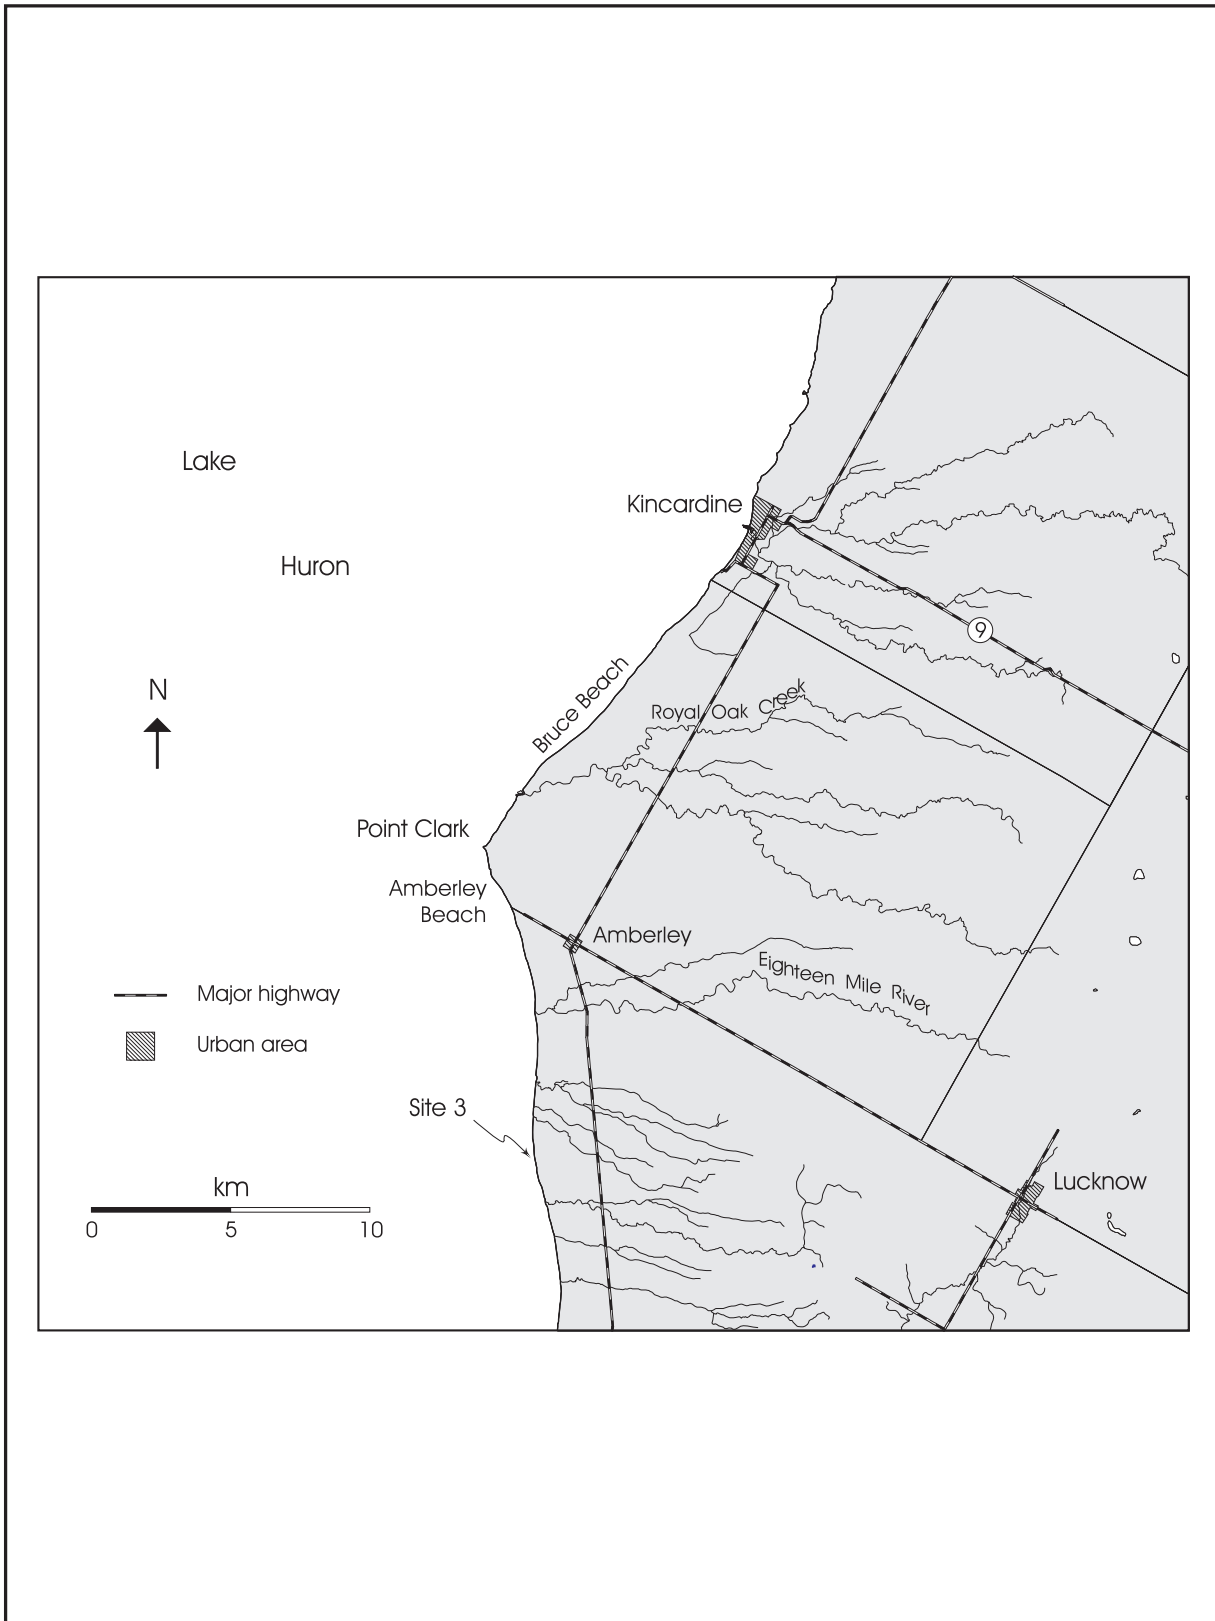 Lake
Kincardine
Huron
9
N
Bruce Beach
Royal Oak Creek
Point Clark
Amberley
Beach
Amberley
Eighteen Mile River
Major highway
Urban area
Site 3
Lucknow
km
0 5 10